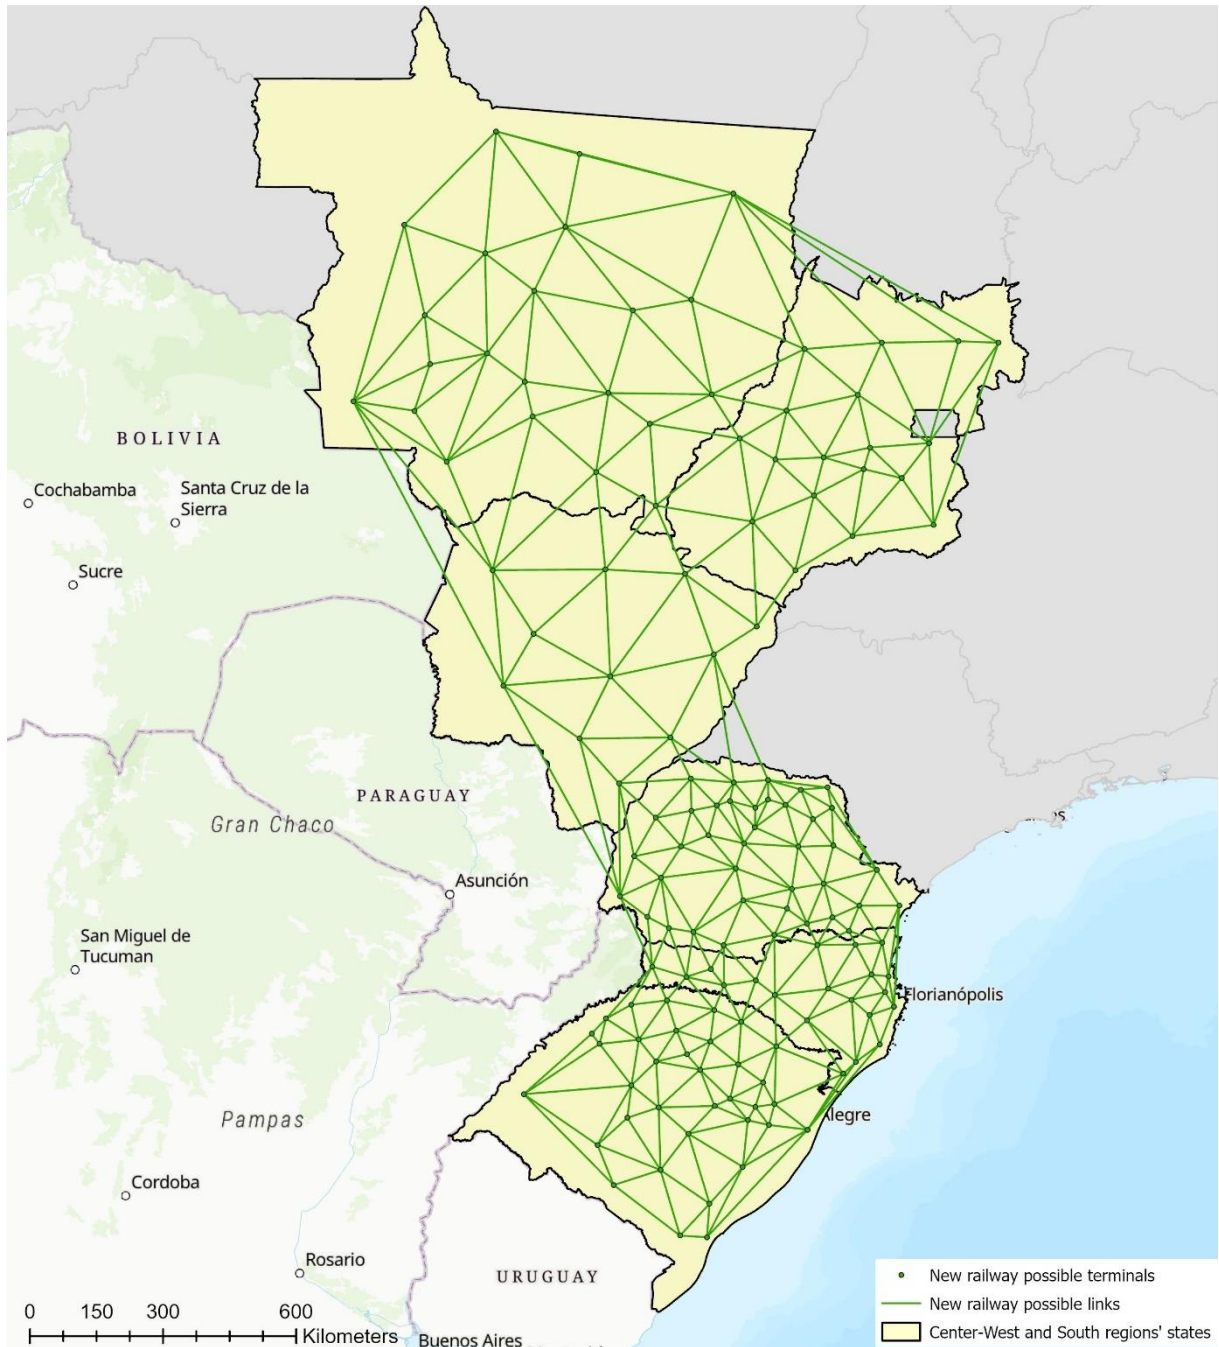 BOLIVIA
Cochabamba
Santa Cruz de la
Sierra
Sucre
PARAGUAY
Gran Chaco
Asunción
San Miguel de
Tucuman
Florianópolis
Pampas
Alegre
Cordoba
Rosario
URUGUAY
Buenos Aires
0 150 300 600
Kilometers
New railway possible terminals
New railway possible links
Center-West and South regions' states